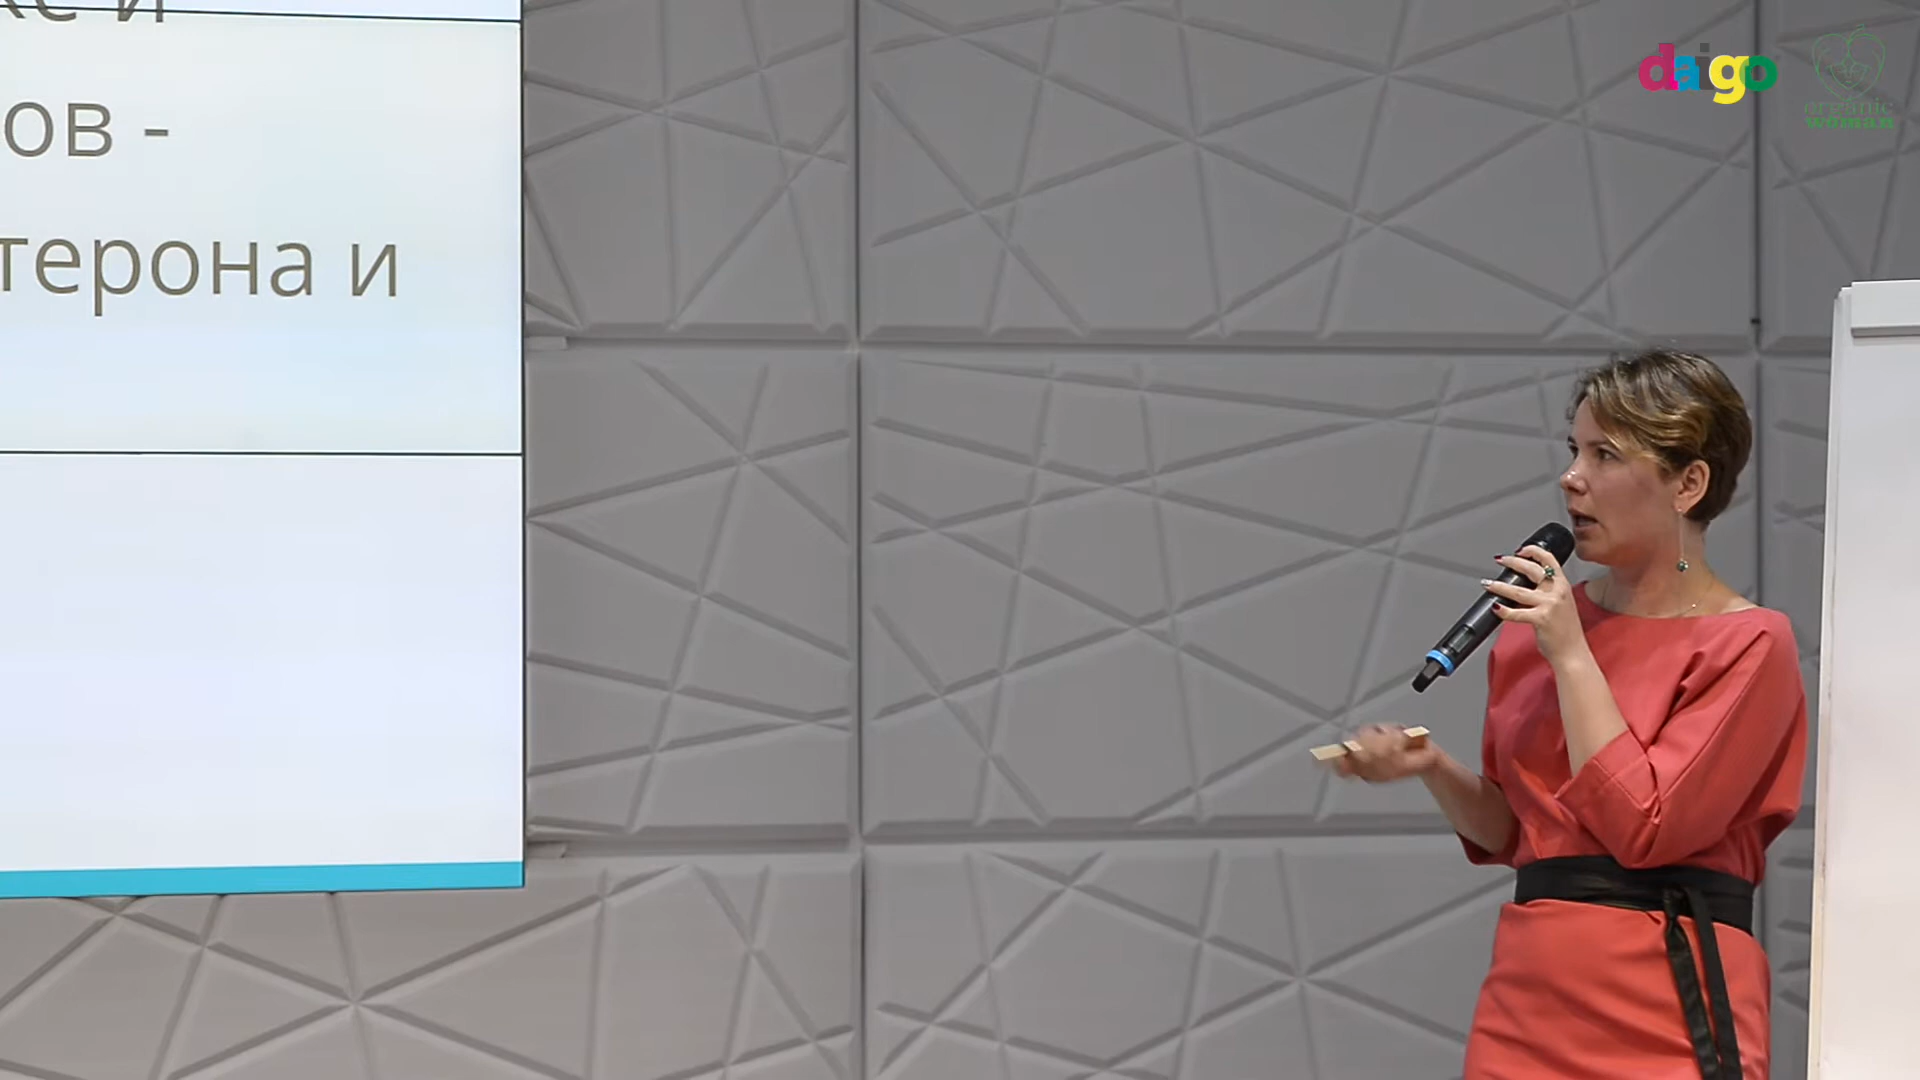 ов -
терона и
daigo
organic
woman